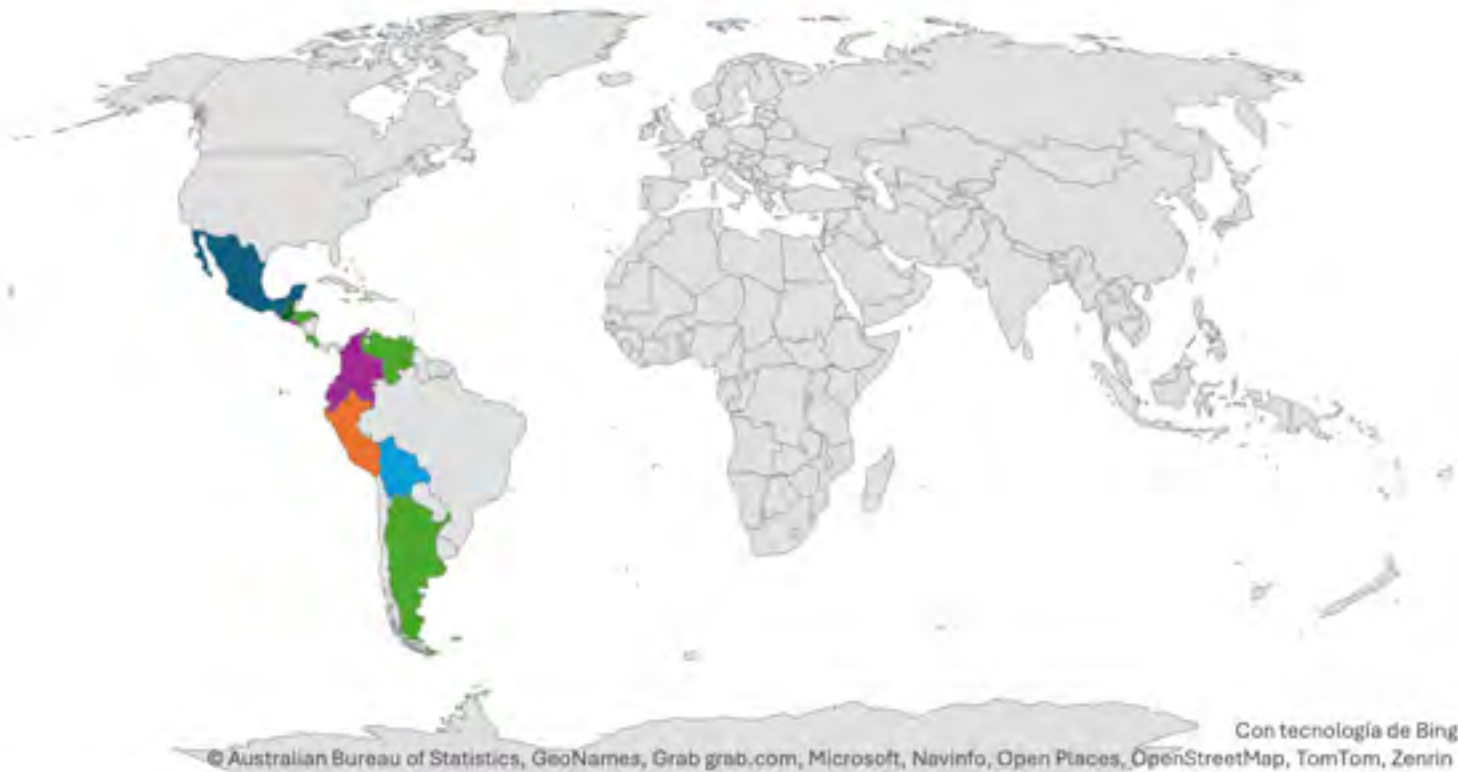 Con tecnología de Bing
© Australian Bureau of Statistics, GeoNames, Grab grab.com, Microsoft, Navinfo, Open Places, OpenStreetMap, TomTom, Zenrin